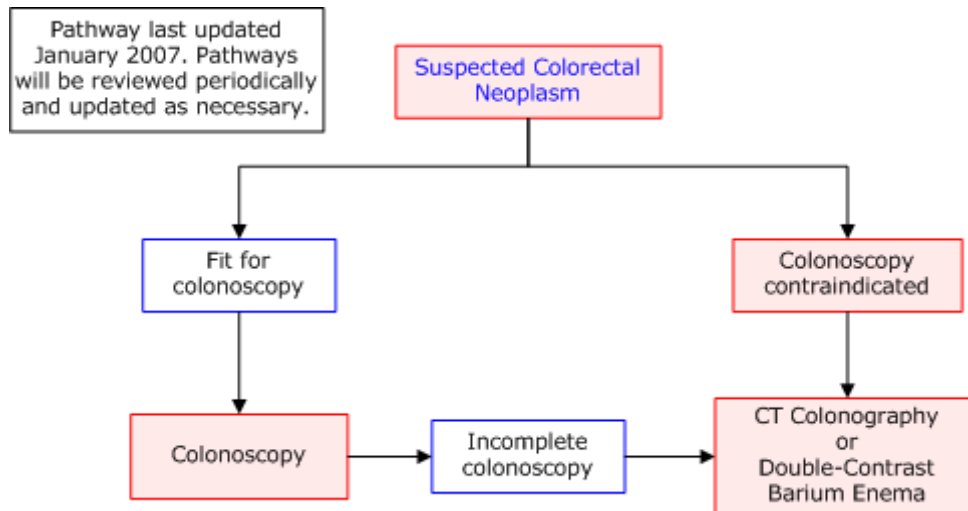 Pathway last updated
January 2007. Pathways
will be reviewed periodically
and updated as necessary.
Suspected Colorectal
Neoplasm
Fit for
colonoscopy
Colonoscopy
contraindicated
Colonoscopy
Incomplete
colonoscopy
CT Colonography
or
Double-Contrast
Barium Enema